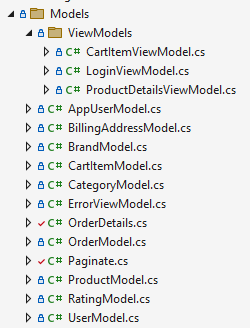 Models
ViewModels
C# CartItemViewModel.cs
C# LoginViewModel.cs
C# ProductDetailsViewModel.cs
C# AppUserModel.cs
C# BillingAddressModel.cs
C# BrandModel.cs
C# CartItemModel.cs
C# CategoryModel.cs
C# ErrorViewModel.cs
C# OrderDetails.cs
C# OrderModel.cs
C# Paginate.cs
C# ProductModel.cs
C# RatingModel.cs
C# UserModel.cs